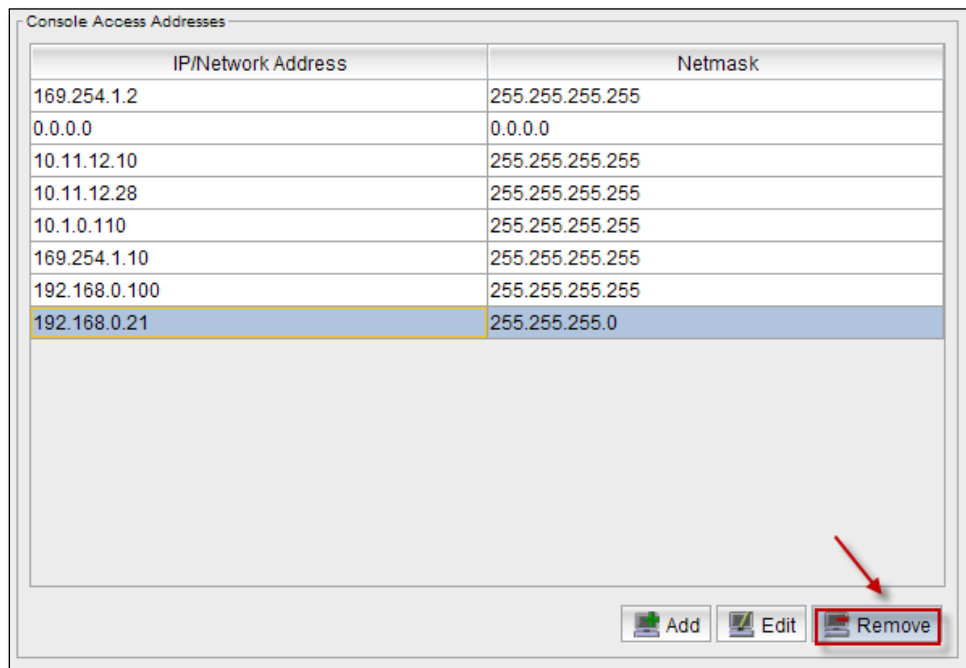 Console Access Addresses
IP/Network Address Netmask
169.254.1.2 255.255.255.255
0.0.0.0 0.0.0.0
10.11.12.10 255.255.255.255
10.11.12.28 255.255.255.255
10.1.0.110 255.255.255.255
169.254.1.10 255.255.255.255
192.168.0.100 255.255.255.255
192.168.0.21 255.255.255.0
Add Edit Remove